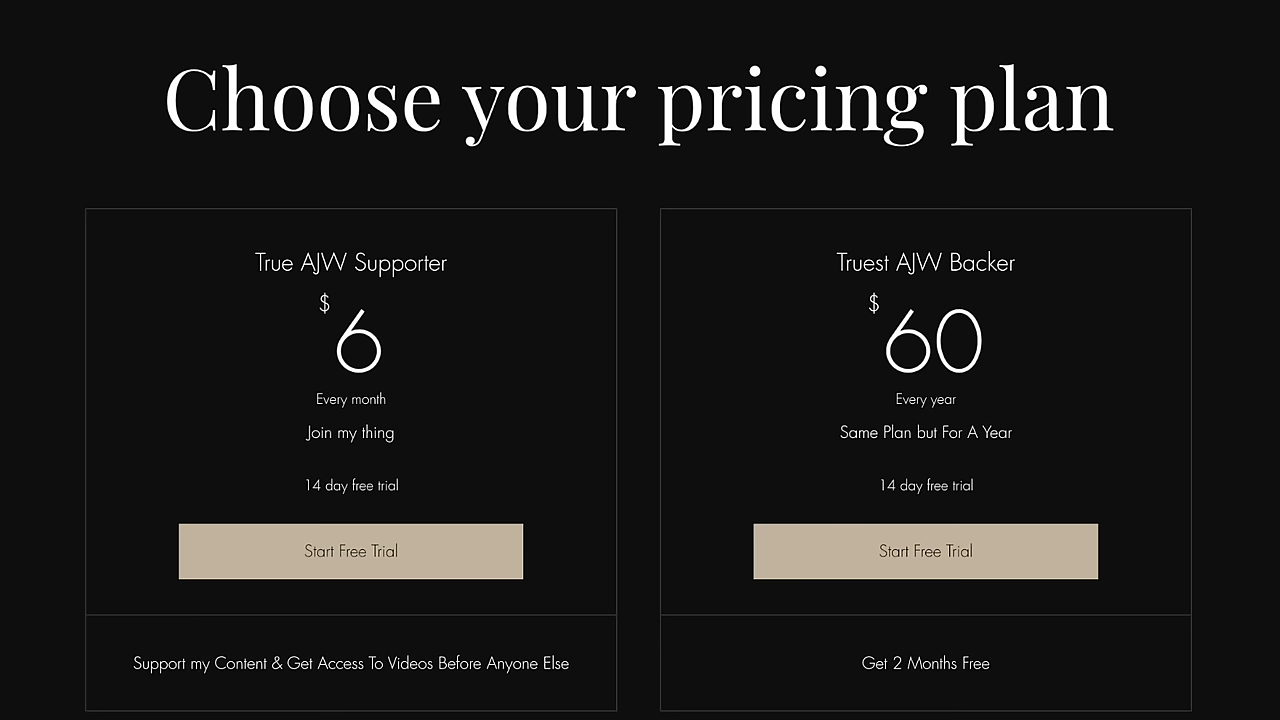 Choose your pricing plan
True AJW Supporter
$
6
Every month
Join my thing
14 day free trial
Start Free Trial
Support my Content & Get Access To Videos Before Anyone Else
Truest AJW Backer
$
60
Every year
Same Plan but For A Year
14 day free trial
Start Free Trial
Get 2 Months Free